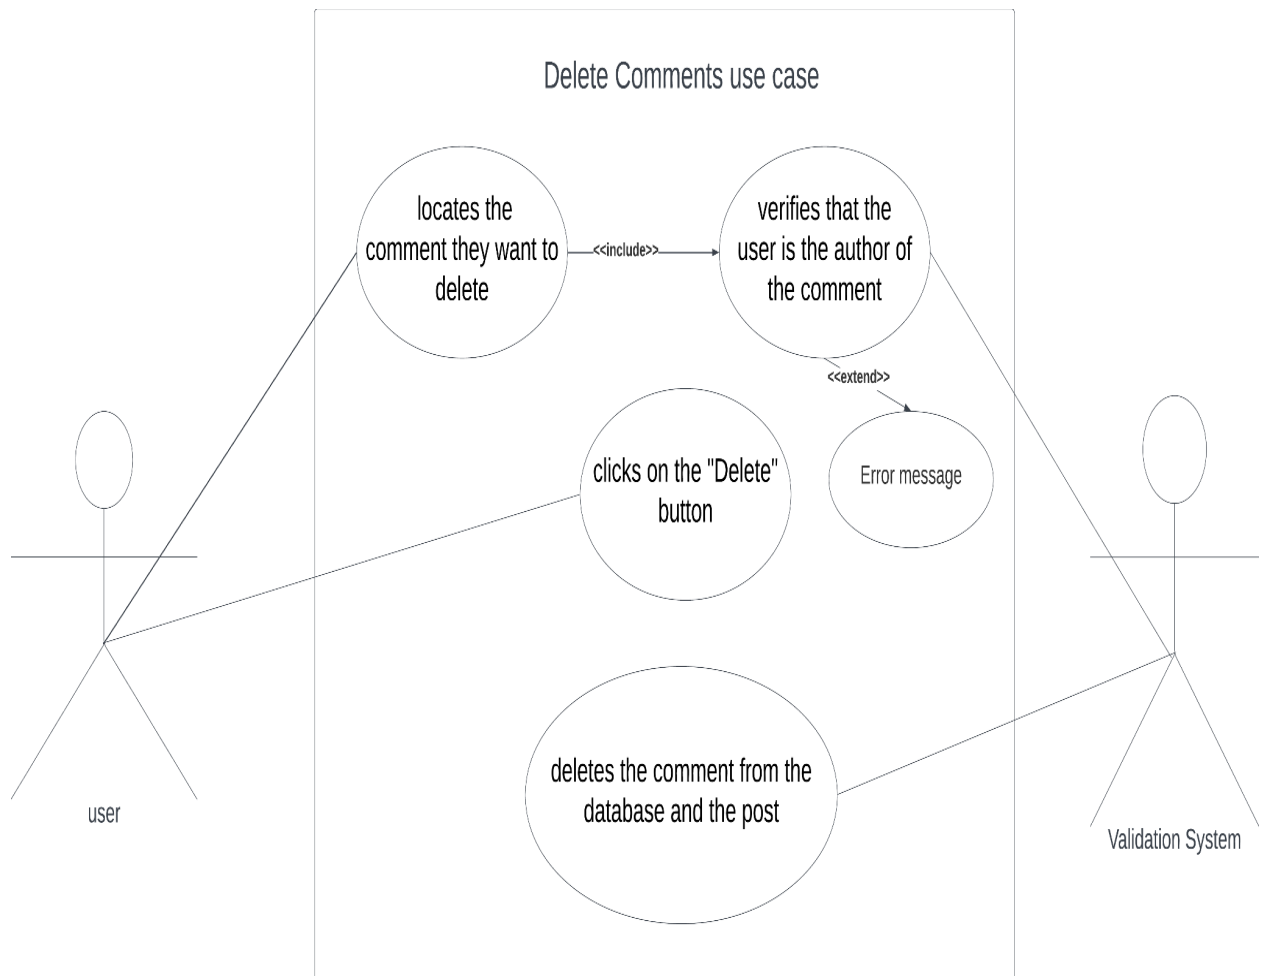 Delete Comments use case
locates the
comment they want to
delete
<<include>>
verifies that the
user is the author of
the comment
<<extend>>
clicks on the "Delete"
button
Error message
deletes the comment from the
database and the post
user
Validation System